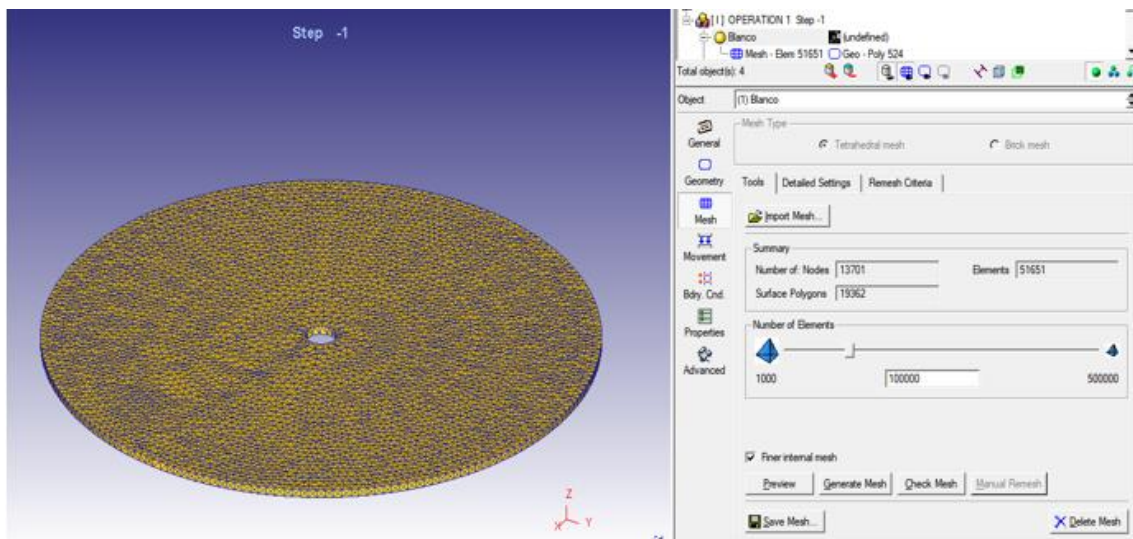 Step -1
Z
X Y
[1] OPERATION 1 Step -1
Blanco (undefined)
Mesh - Elem 51651 Geo - Poly 524
Total object(s): 4
Object (1) Blanco
General
Geometry
Mesh
Movement
Bdry. Cnd.
Properties
Advanced
Mesh Type
Tetrahedral mesh Brick mesh
Tools Detailed Settings Remesh Criteria
Import Mesh...
Summary
Number of: Nodes 13701 Elements 51651
Surface Polygons 19362
Number of Elements
1000 100000 500000
Finer internal mesh
Preview Generate Mesh Check Mesh Manual Remesh
Save Mesh... Delete Mesh